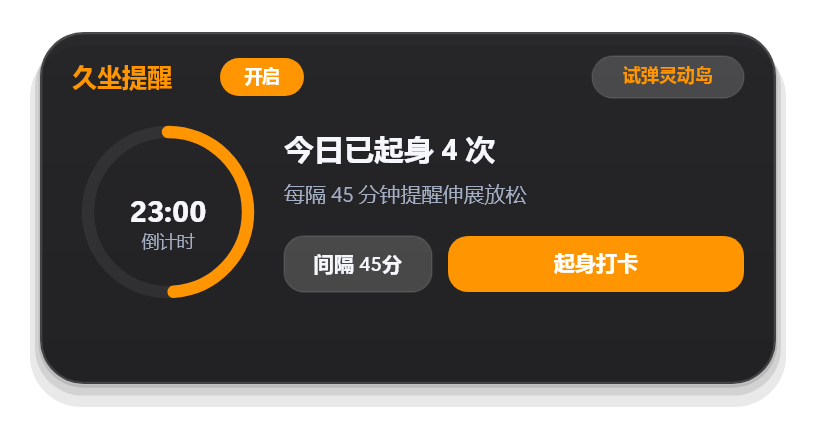 久坐提醒
开启
试弹灵动岛
今日已起身 4 次
每隔 45 分钟提醒伸展放松
23:00
倒计时
间隔 45分
起身打卡